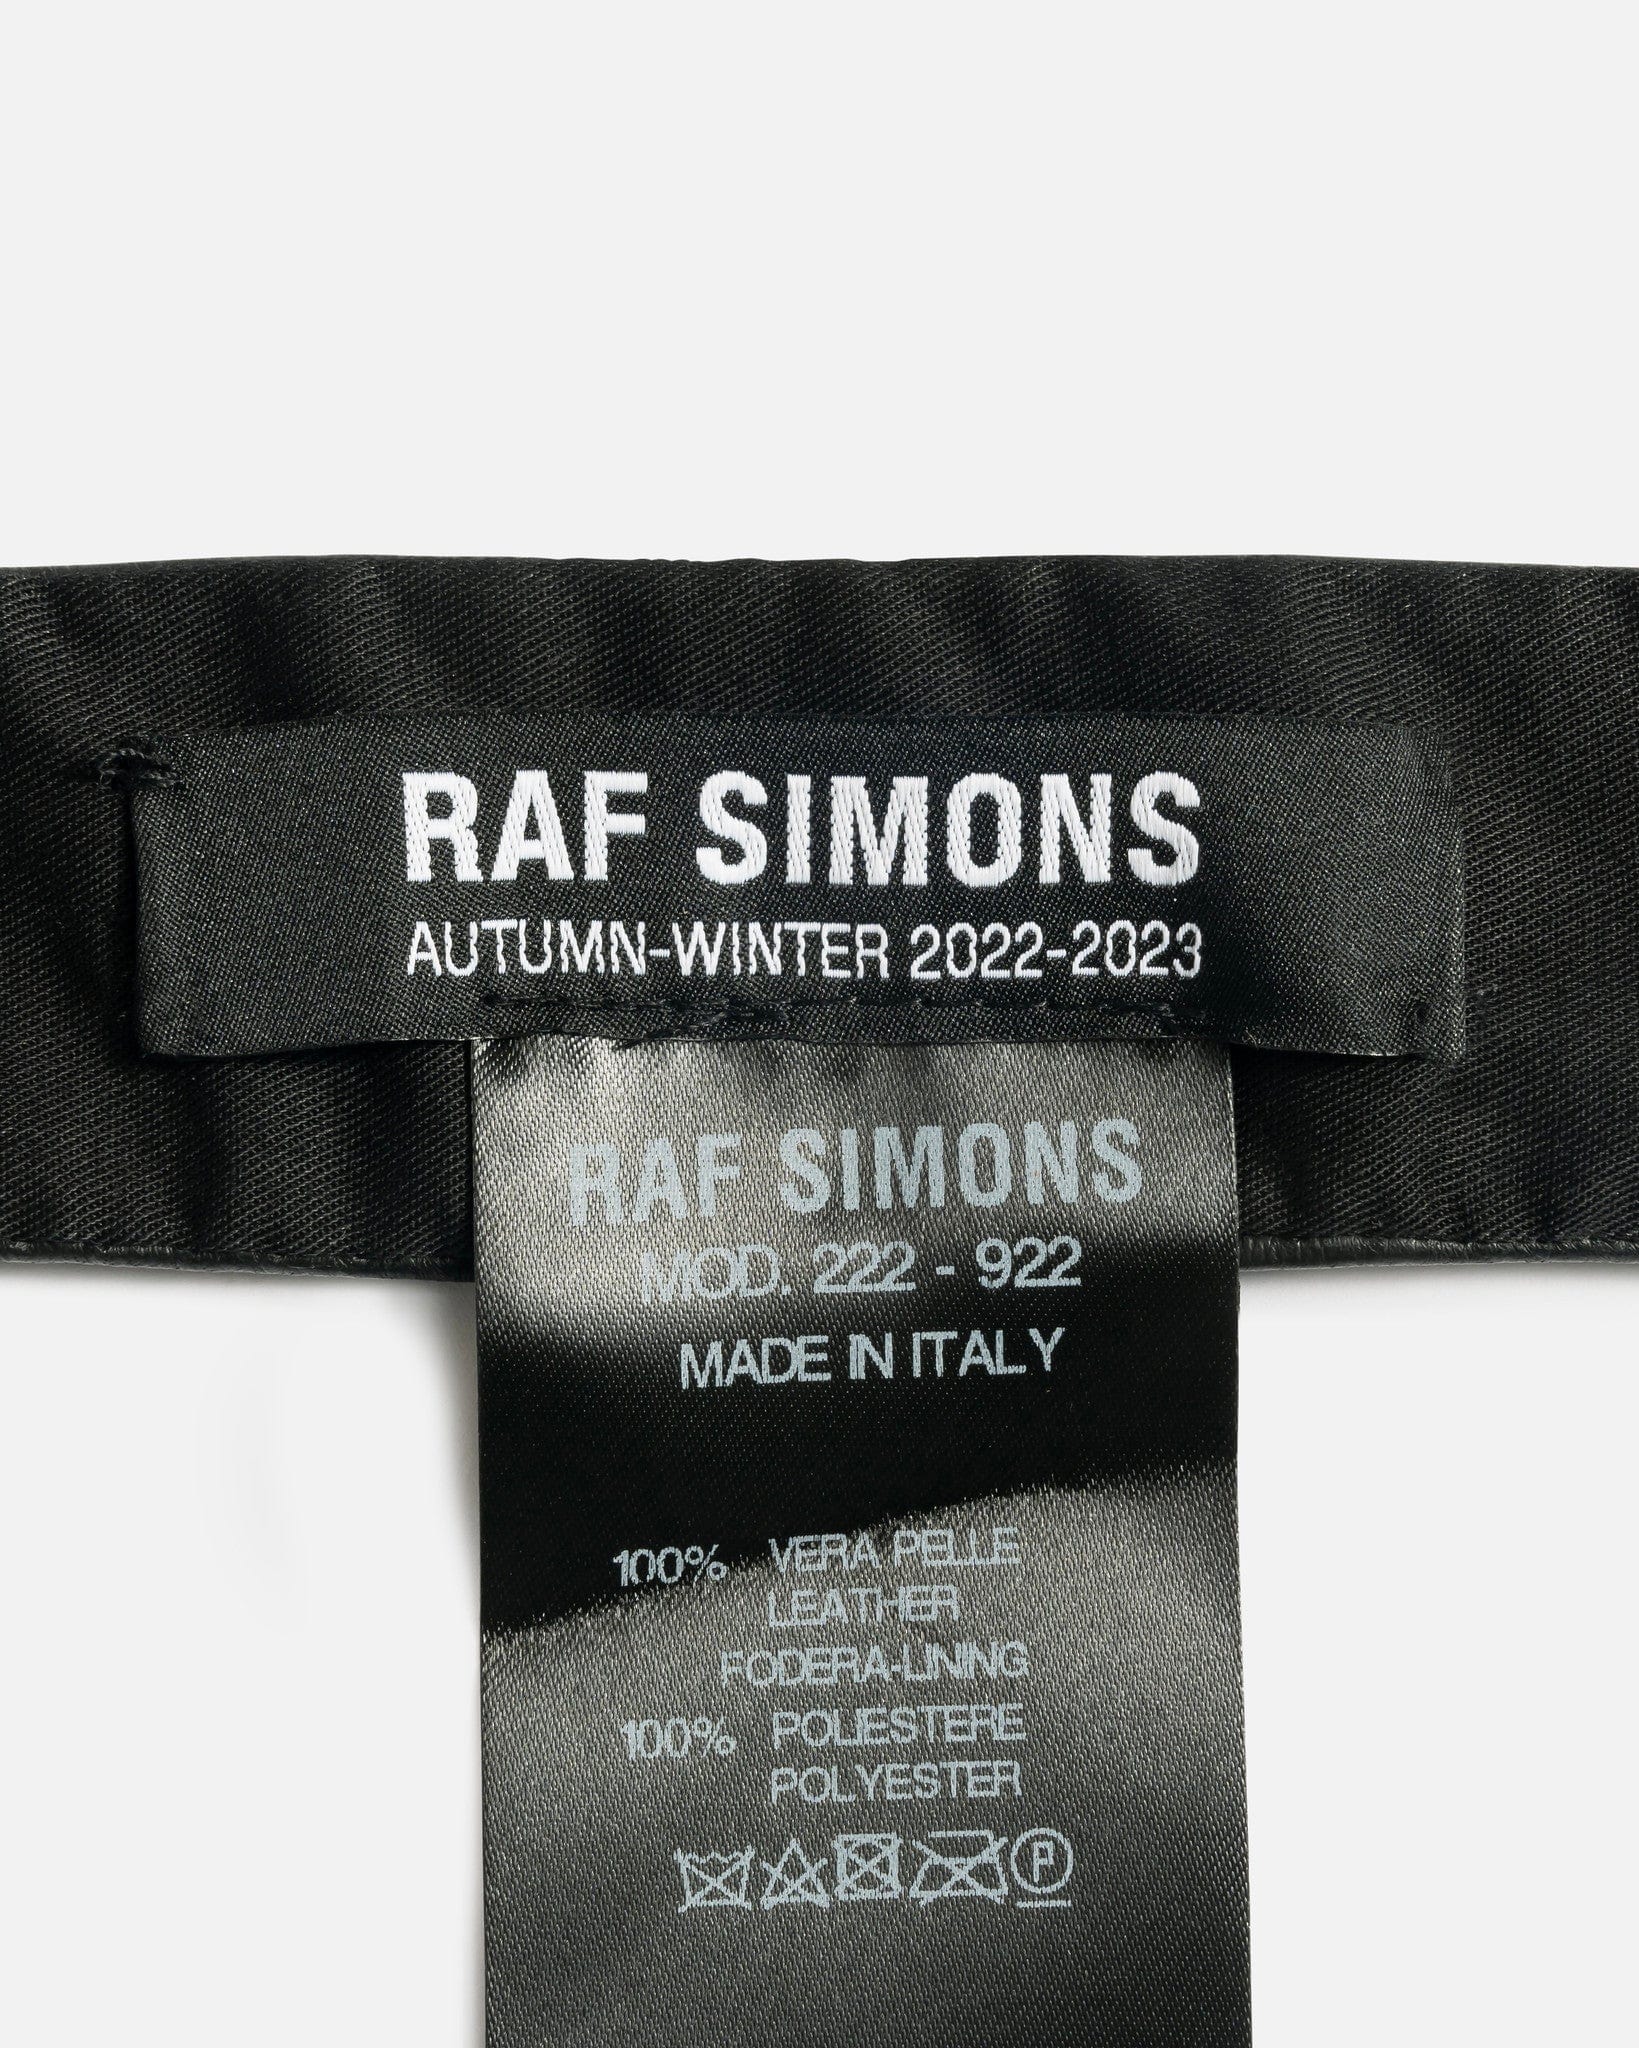 RAF SIMONS
AUTUMN-WINTER 2022-2023
RAF SIMONS
MOD. 222 - 922
MADE IN ITALY
100% VERA PELLE
LEATHER
FODERA-LINING
100% POLIESTERE
POLYESTER
P